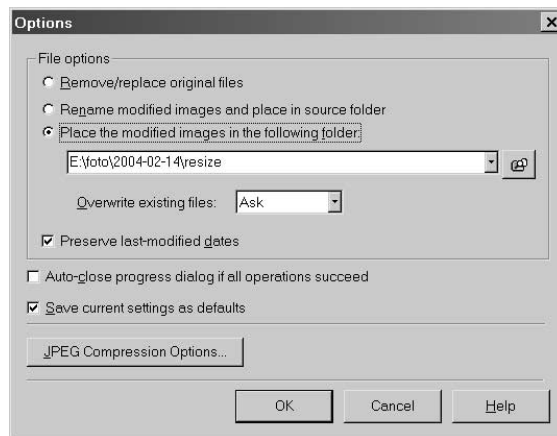 Options
File options
Remove/replace original files
Rename modified images and place in source folder
Place the modified images in the following folder:
E:\foto\2004-02-14\resize
Overwrite existing files: Ask
Preserve last-modified dates
Auto-close progress dialog if all operations succeed
Save current settings as defaults
JPEG Compression Options...
OK Cancel Help